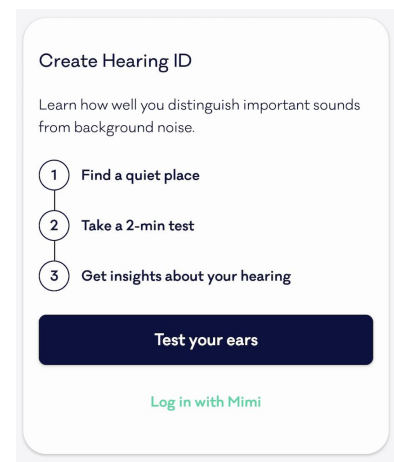 Create Hearing ID
Learn how well you distinguish important sounds
from background noise.
1 Find a quiet place
2 Take a 2-min test
3 Get insights about your hearing
Test your ears
Log in with Mimi